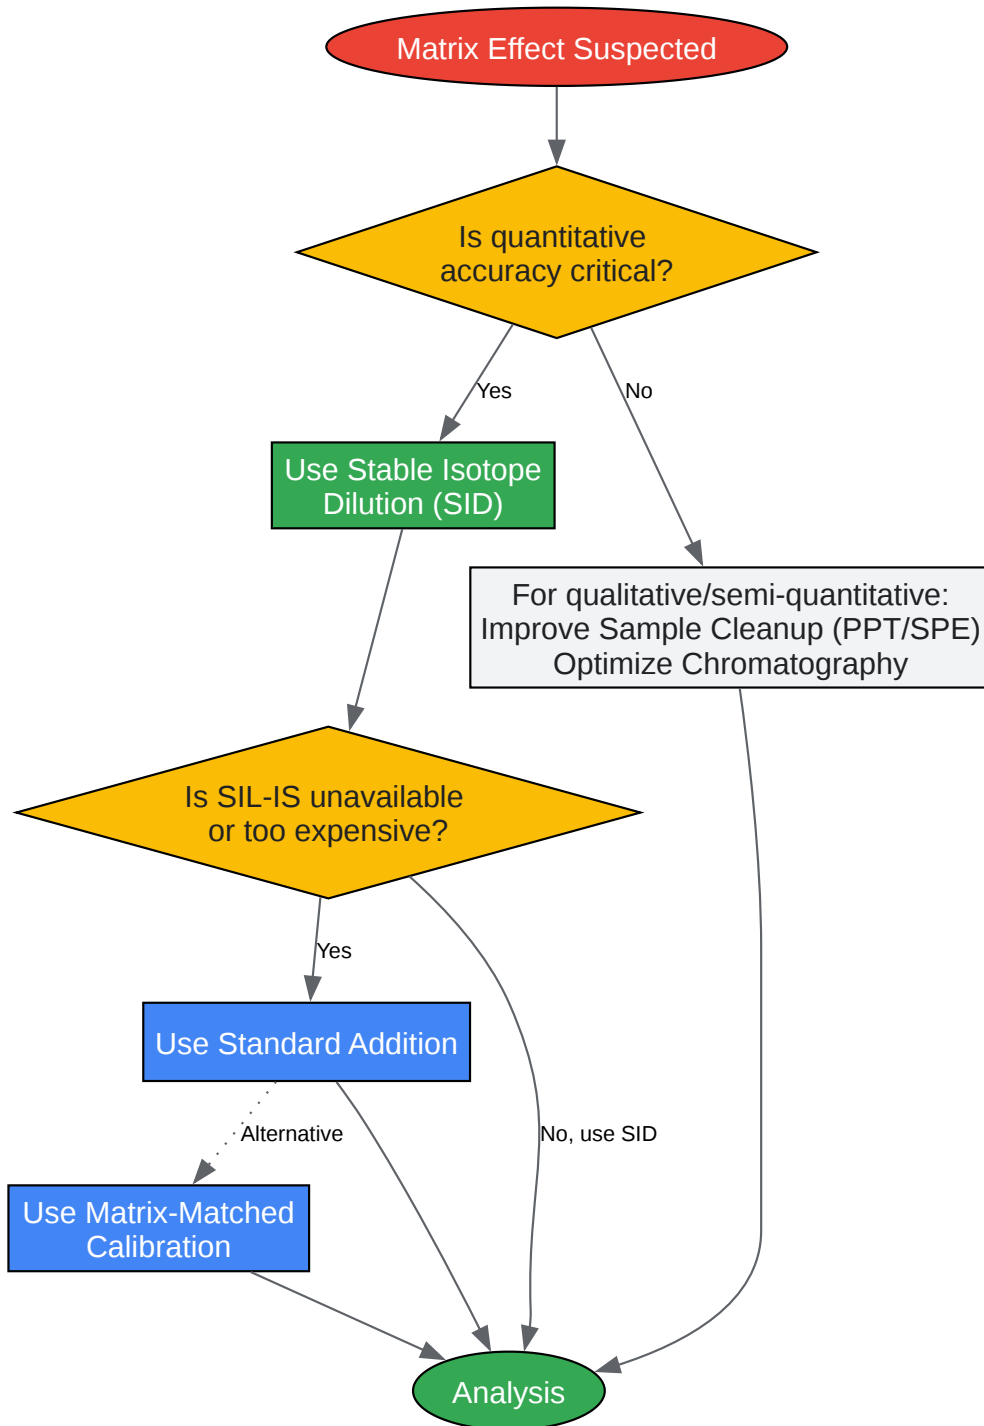 Matrix Effect Suspected
Is quantitative
accuracy critical?
Yes
No
Use Stable Isotope
Dilution (SID)
For qualitative/semi-quantitative:
Improve Sample Cleanup (PPT/SPE)
Optimize Chromatography
Is SIL-IS unavailable
or too expensive?
Yes
Use Standard Addition
Alternative
No, use SID
Use Matrix-Matched
Calibration
Analysis